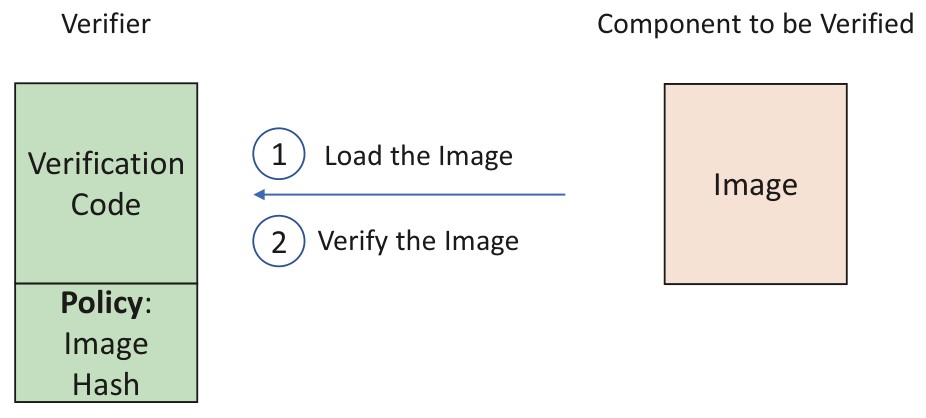 Verifier
Component to be Verified
Verification
Code
1
Load the Image
2
Verify the Image
Image
Policy:
Image
Hash